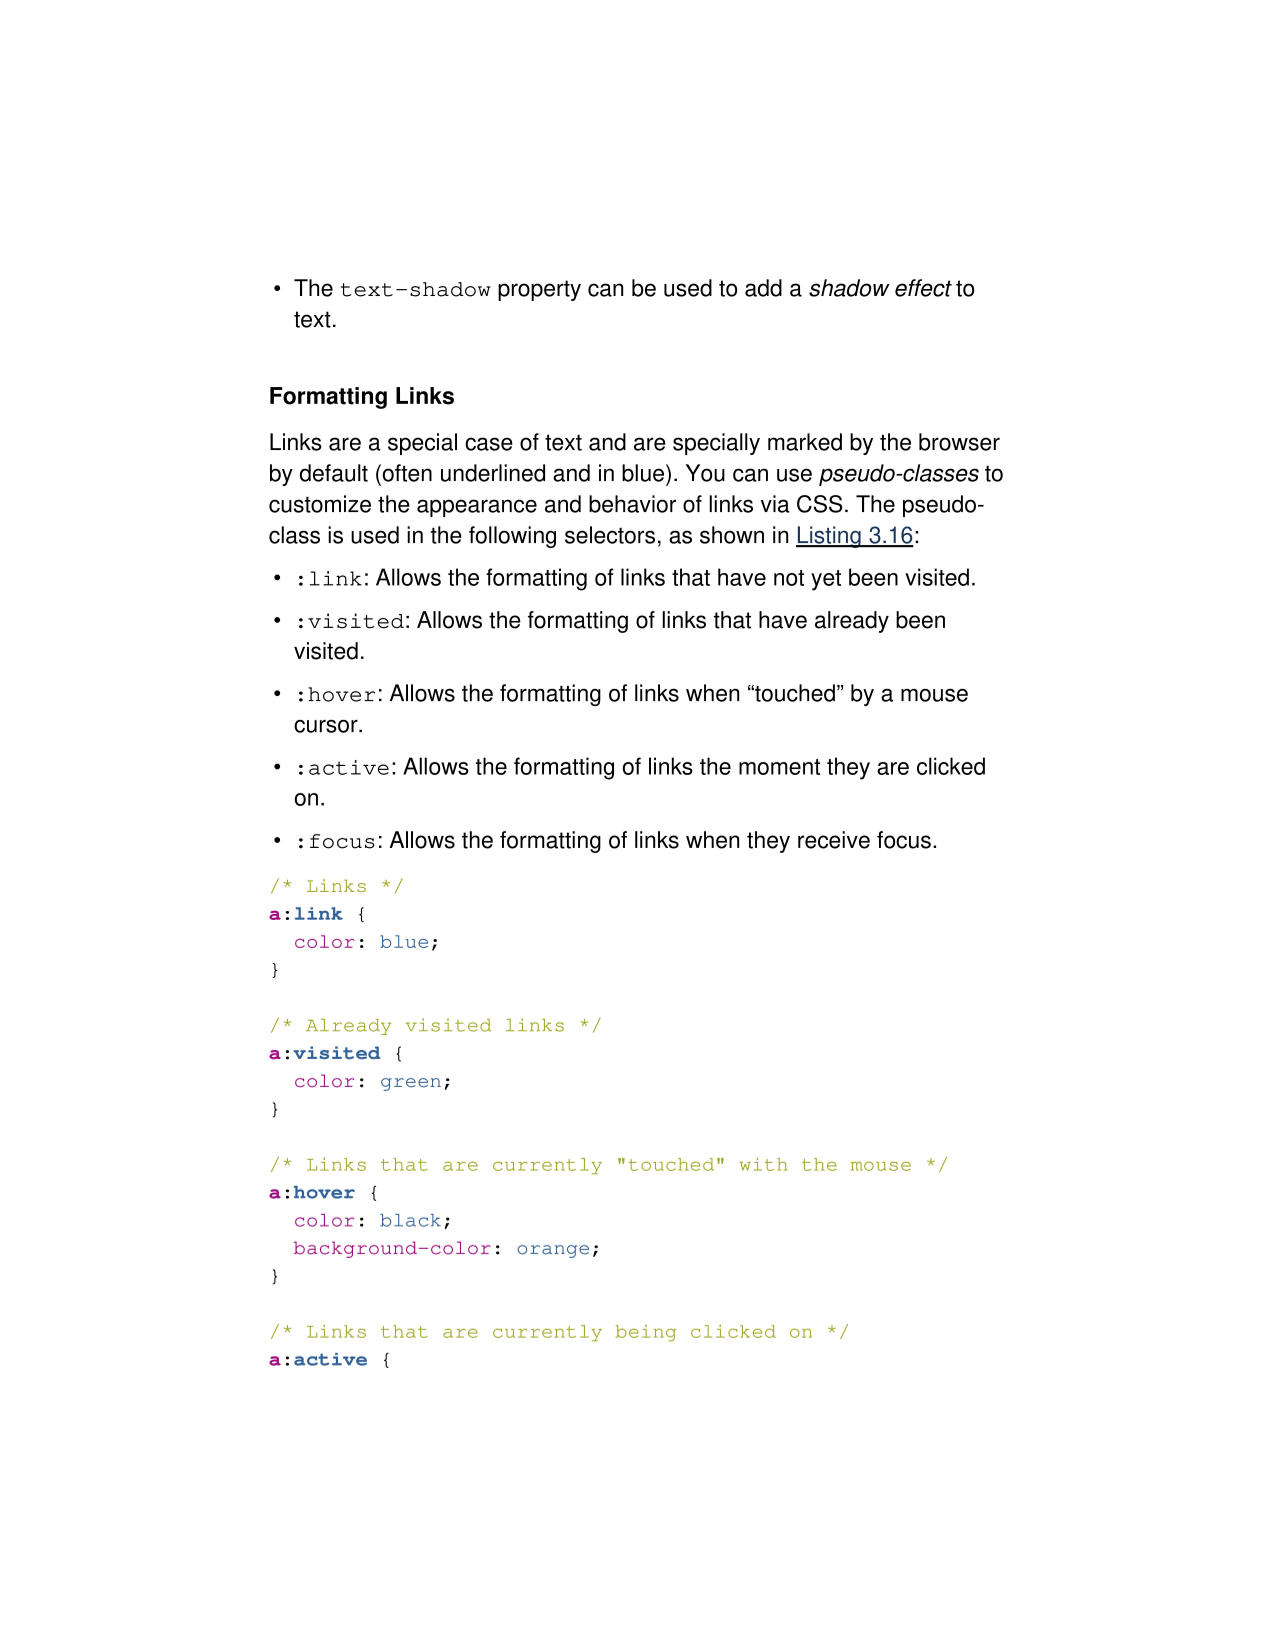 • The text-shadow property can be used to add a shadow effect to
text.
Formatting Links
Links are a special case of text and are specially marked by the browser
by default (often underlined and in blue). You can use pseudo-classes to
customize the appearance and behavior of links via CSS. The pseudo-
class is used in the following selectors, as shown in Listing 3.16:
• :link: Allows the formatting of links that have not yet been visited.
• :visited: Allows the formatting of links that have already been
visited.
• :hover: Allows the formatting of links when “touched” by a mouse
cursor.
• :active: Allows the formatting of links the moment they are clicked
on.
• :focus: Allows the formatting of links when they receive focus.
/* Links */
a:link {
  color: blue;
}
/* Already visited links */
a:visited {
  color: green;
}
/* Links that are currently "touched" with the mouse */
a:hover {
  color: black;
  background-color: orange;
}
/* Links that are currently being clicked on */
a:active {